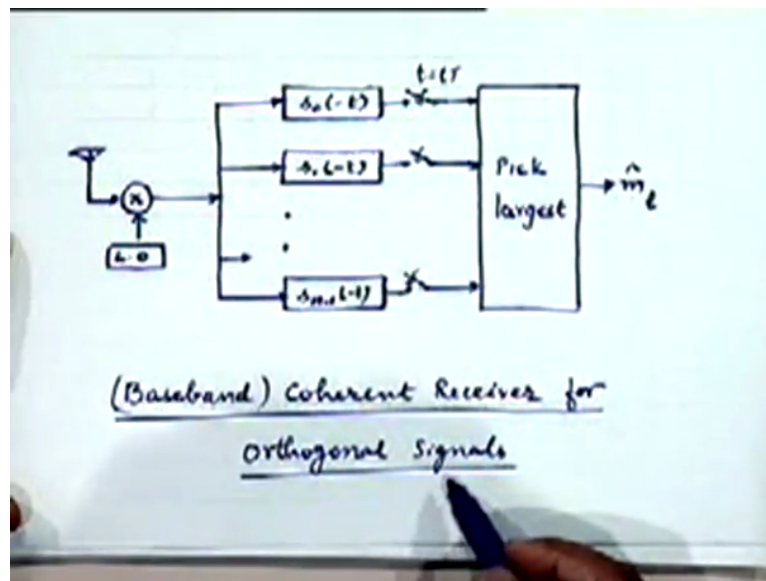 t=lT
s₀(-t)
s₁(-t)
Pick
largest
m̂ₗ
L.O
s_{M-1}(-t)
(Baseband) Coherent Receiver for
Orthogonal Signals